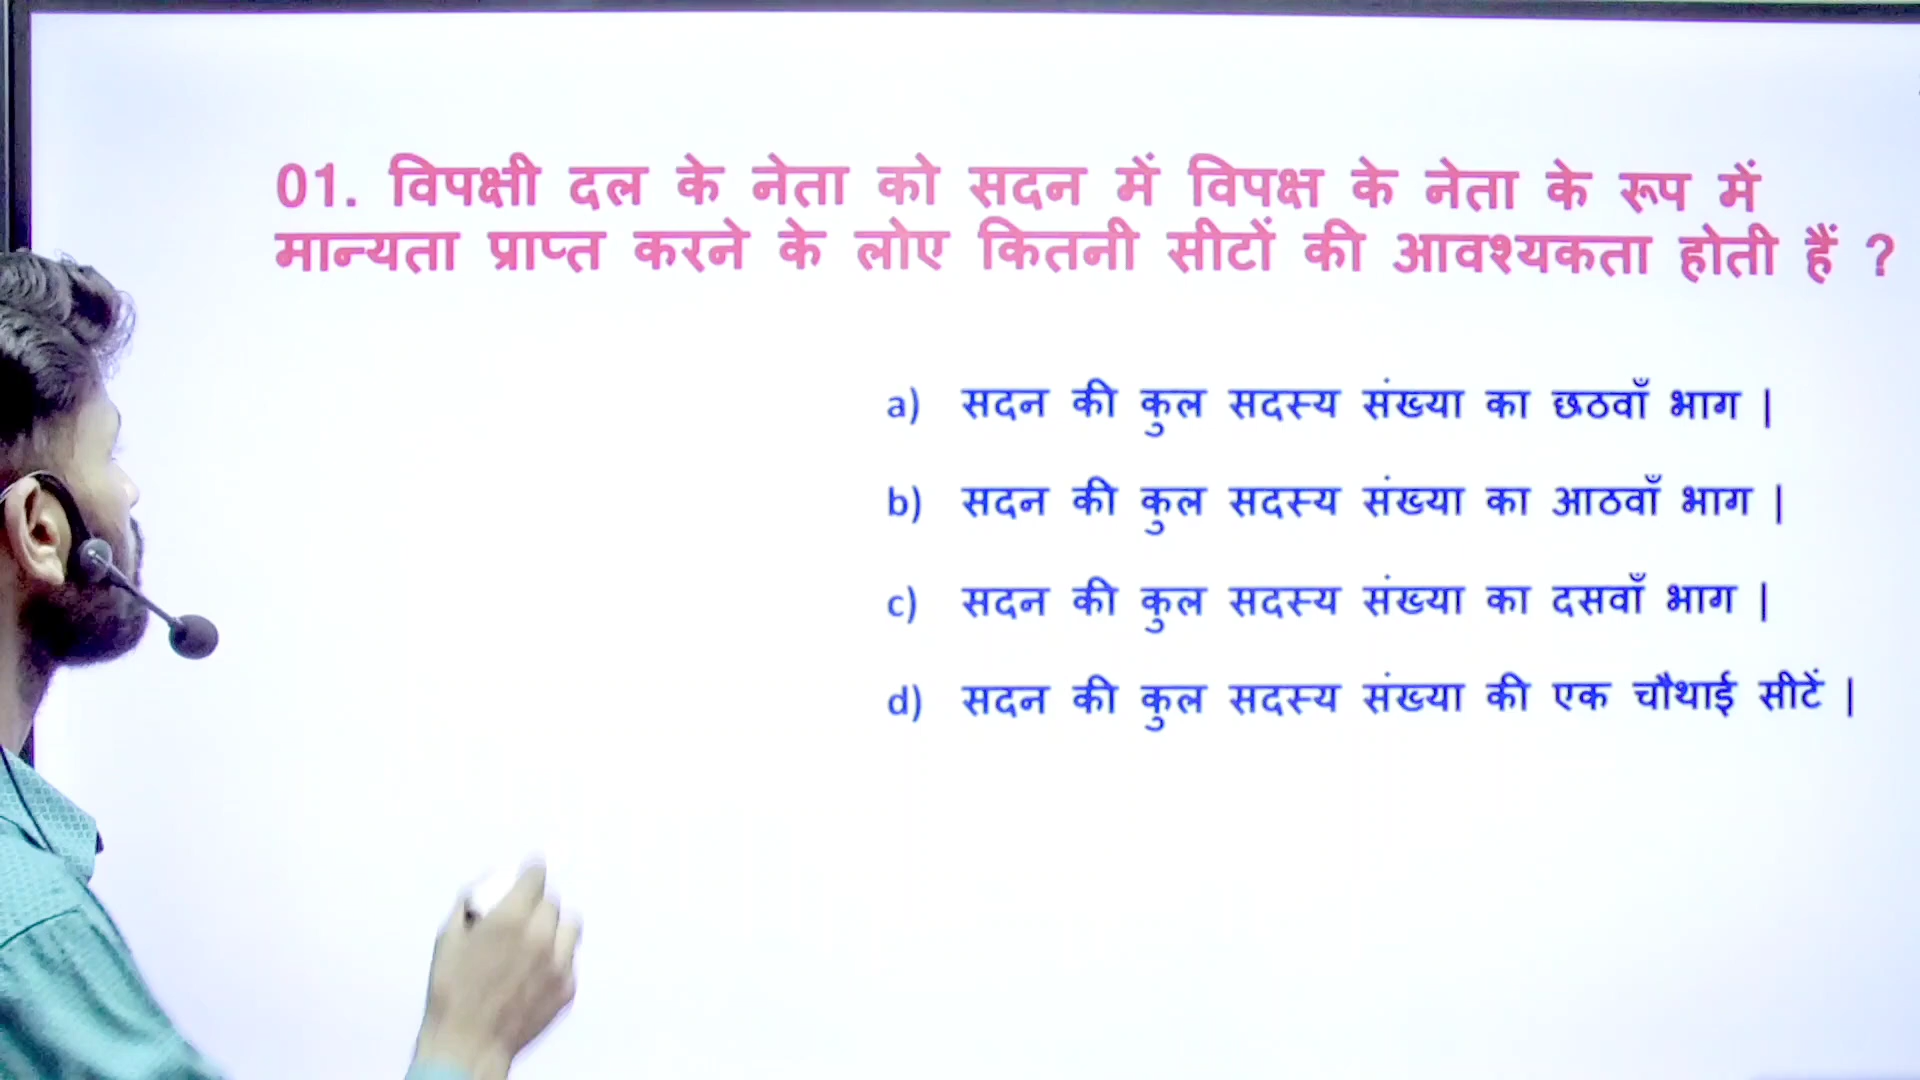 01. विपक्षी दल के नेता को सदन में विपक्ष के नेता के रूप में
मान्यता प्राप्त करने के लोए कितनी सीटों की आवश्यकता होती हैं ?
a) सदन की कुल सदस्य संख्या का छठवाँ भाग |
b) सदन की कुल सदस्य संख्या का आठवाँ भाग |
c) सदन की कुल सदस्य संख्या का दसवाँ भाग |
d) सदन की कुल सदस्य संख्या की एक चौथाई सीटें |